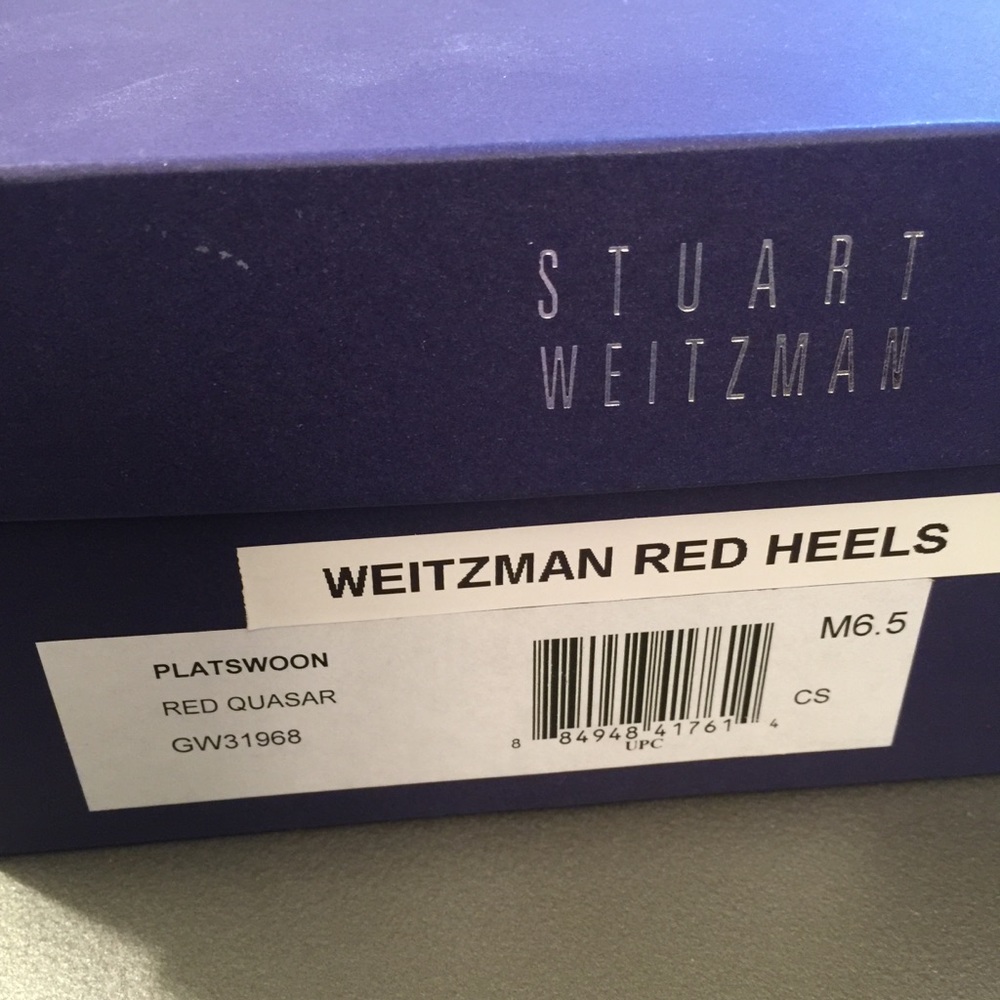 STUART
WEITZMAN
WEITZMAN RED HEELS
M6.5
PLATSWOON
RED QUASAR
CS
GW31968
8 84948 41761 4
UPC